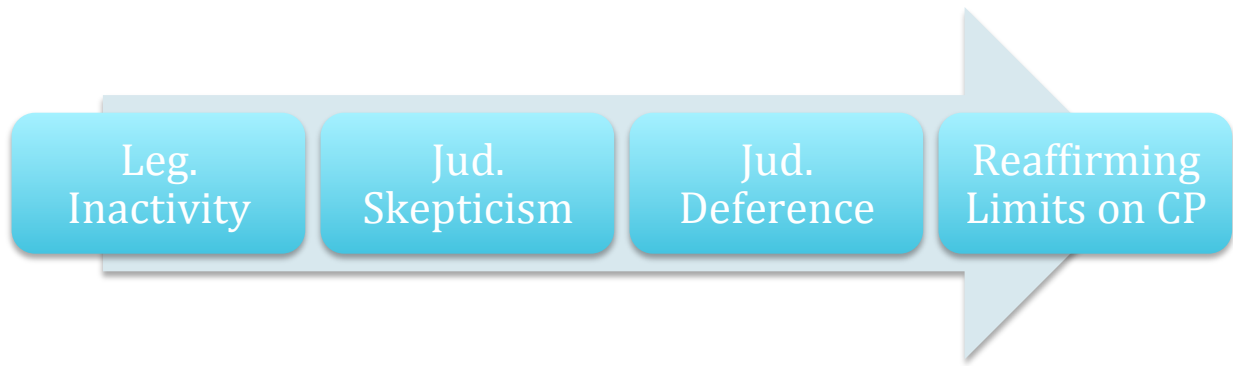 Leg.
Inactivity
Jud.
Skepticism
Jud.
Deference
Reaffirming
Limits on CP